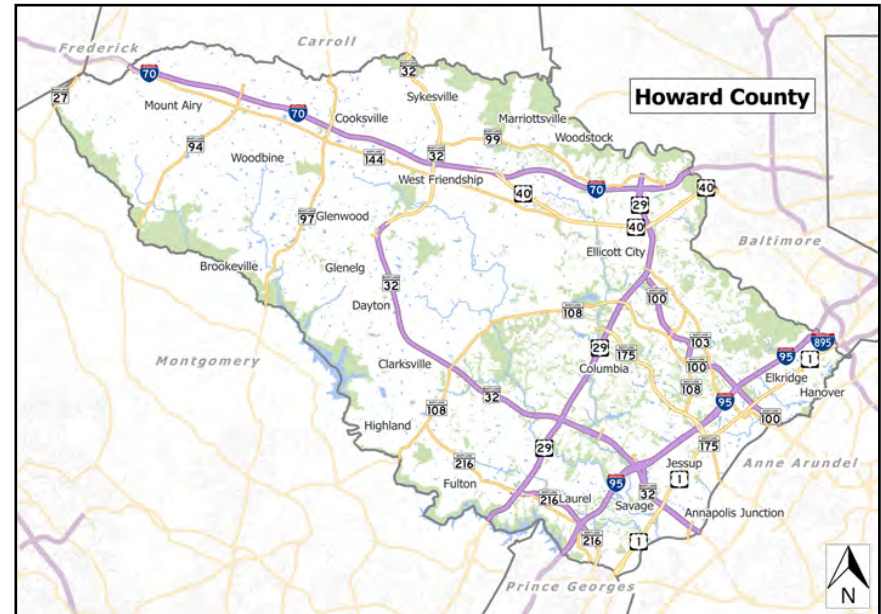 Frederick
Carroll
70
32
27
Mount Airy
Sykesville
Howard County
70
Cooksville
Marriottsville
94
MARYLAND
99
Woodstock
Woodbine
144
32
West Friendship
40
70
29
40
97
Glenwood
40
Baltimore
Ellicott City
Brookeville
Glenelg
32
100
Dayton
108
103
895
Montgomery
29
175
95
1
Clarksville
Columbia
100
Elkridge
32
108
Hanover
108
95
100
Highland
29
175
216
Jessup
Anne Arundel
Fulton
95
1
216
Laurel
32
Savage
Annapolis Junction
216
1
Prince Georges
N